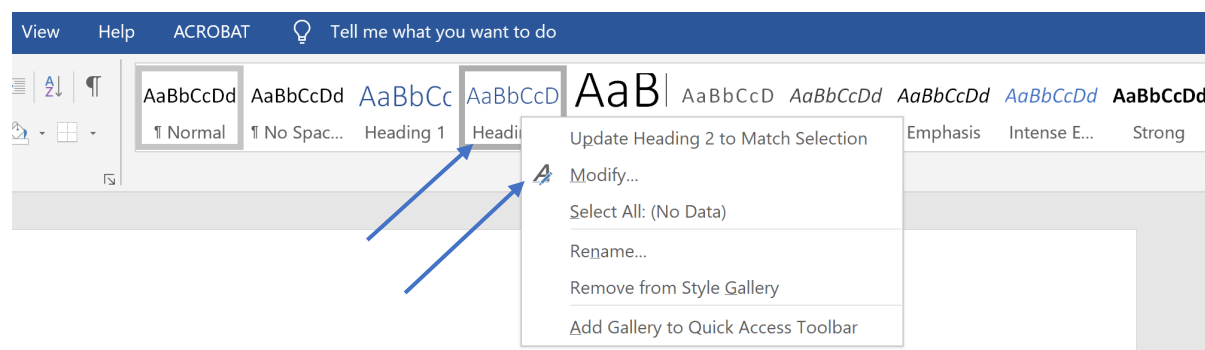 View Help ACROBAT Tell me what you want to do
A Z ¶
AaBbCcDd AaBbCcDd AaBbCc AaBbCcD AaB AaBbCcD AaBbCcDd AaBbCcDd AaBbCcDd AaBbCcDd
¶ Normal ¶ No Spac... Heading 1 Headi Emphasis Intense E... Strong
Update Heading 2 to Match Selection
A Modify...
Select All: (No Data)
Rename...
Remove from Style Gallery
Add Gallery to Quick Access Toolbar